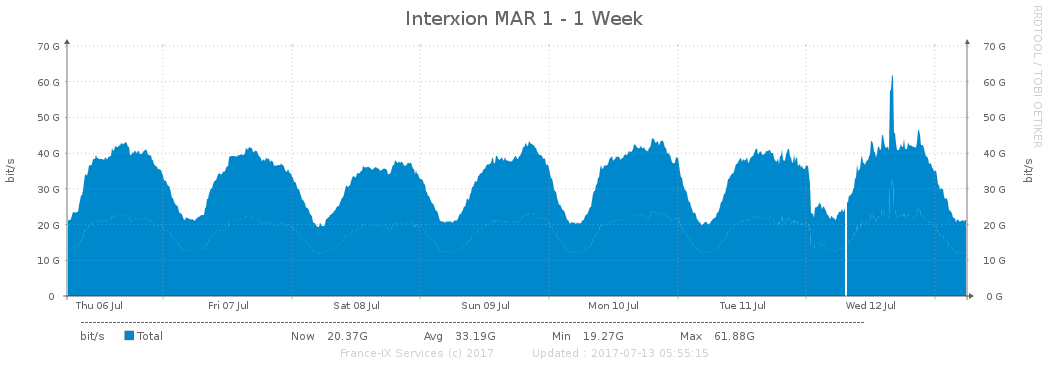 Interxion MAR 1 - 1 Week
RRDTOOL / TOBI OETIKER
bit/s
70 G
60 G
50 G
40 G
30 G
20 G
10 G
0
70 G
60 G
50 G
40 G
30 G
20 G
10 G
0 G
bit/s
Thu 06 Jul Fri 07 Jul Sat 08 Jul Sun 09 Jul Mon 10 Jul Tue 11 Jul Wed 12 Jul
bit/s Total Now 20.37G Avg 33.19G Min 19.27G Max 61.88G
France-IX Services (c) 2017 Updated : 2017-07-13 05:55:15